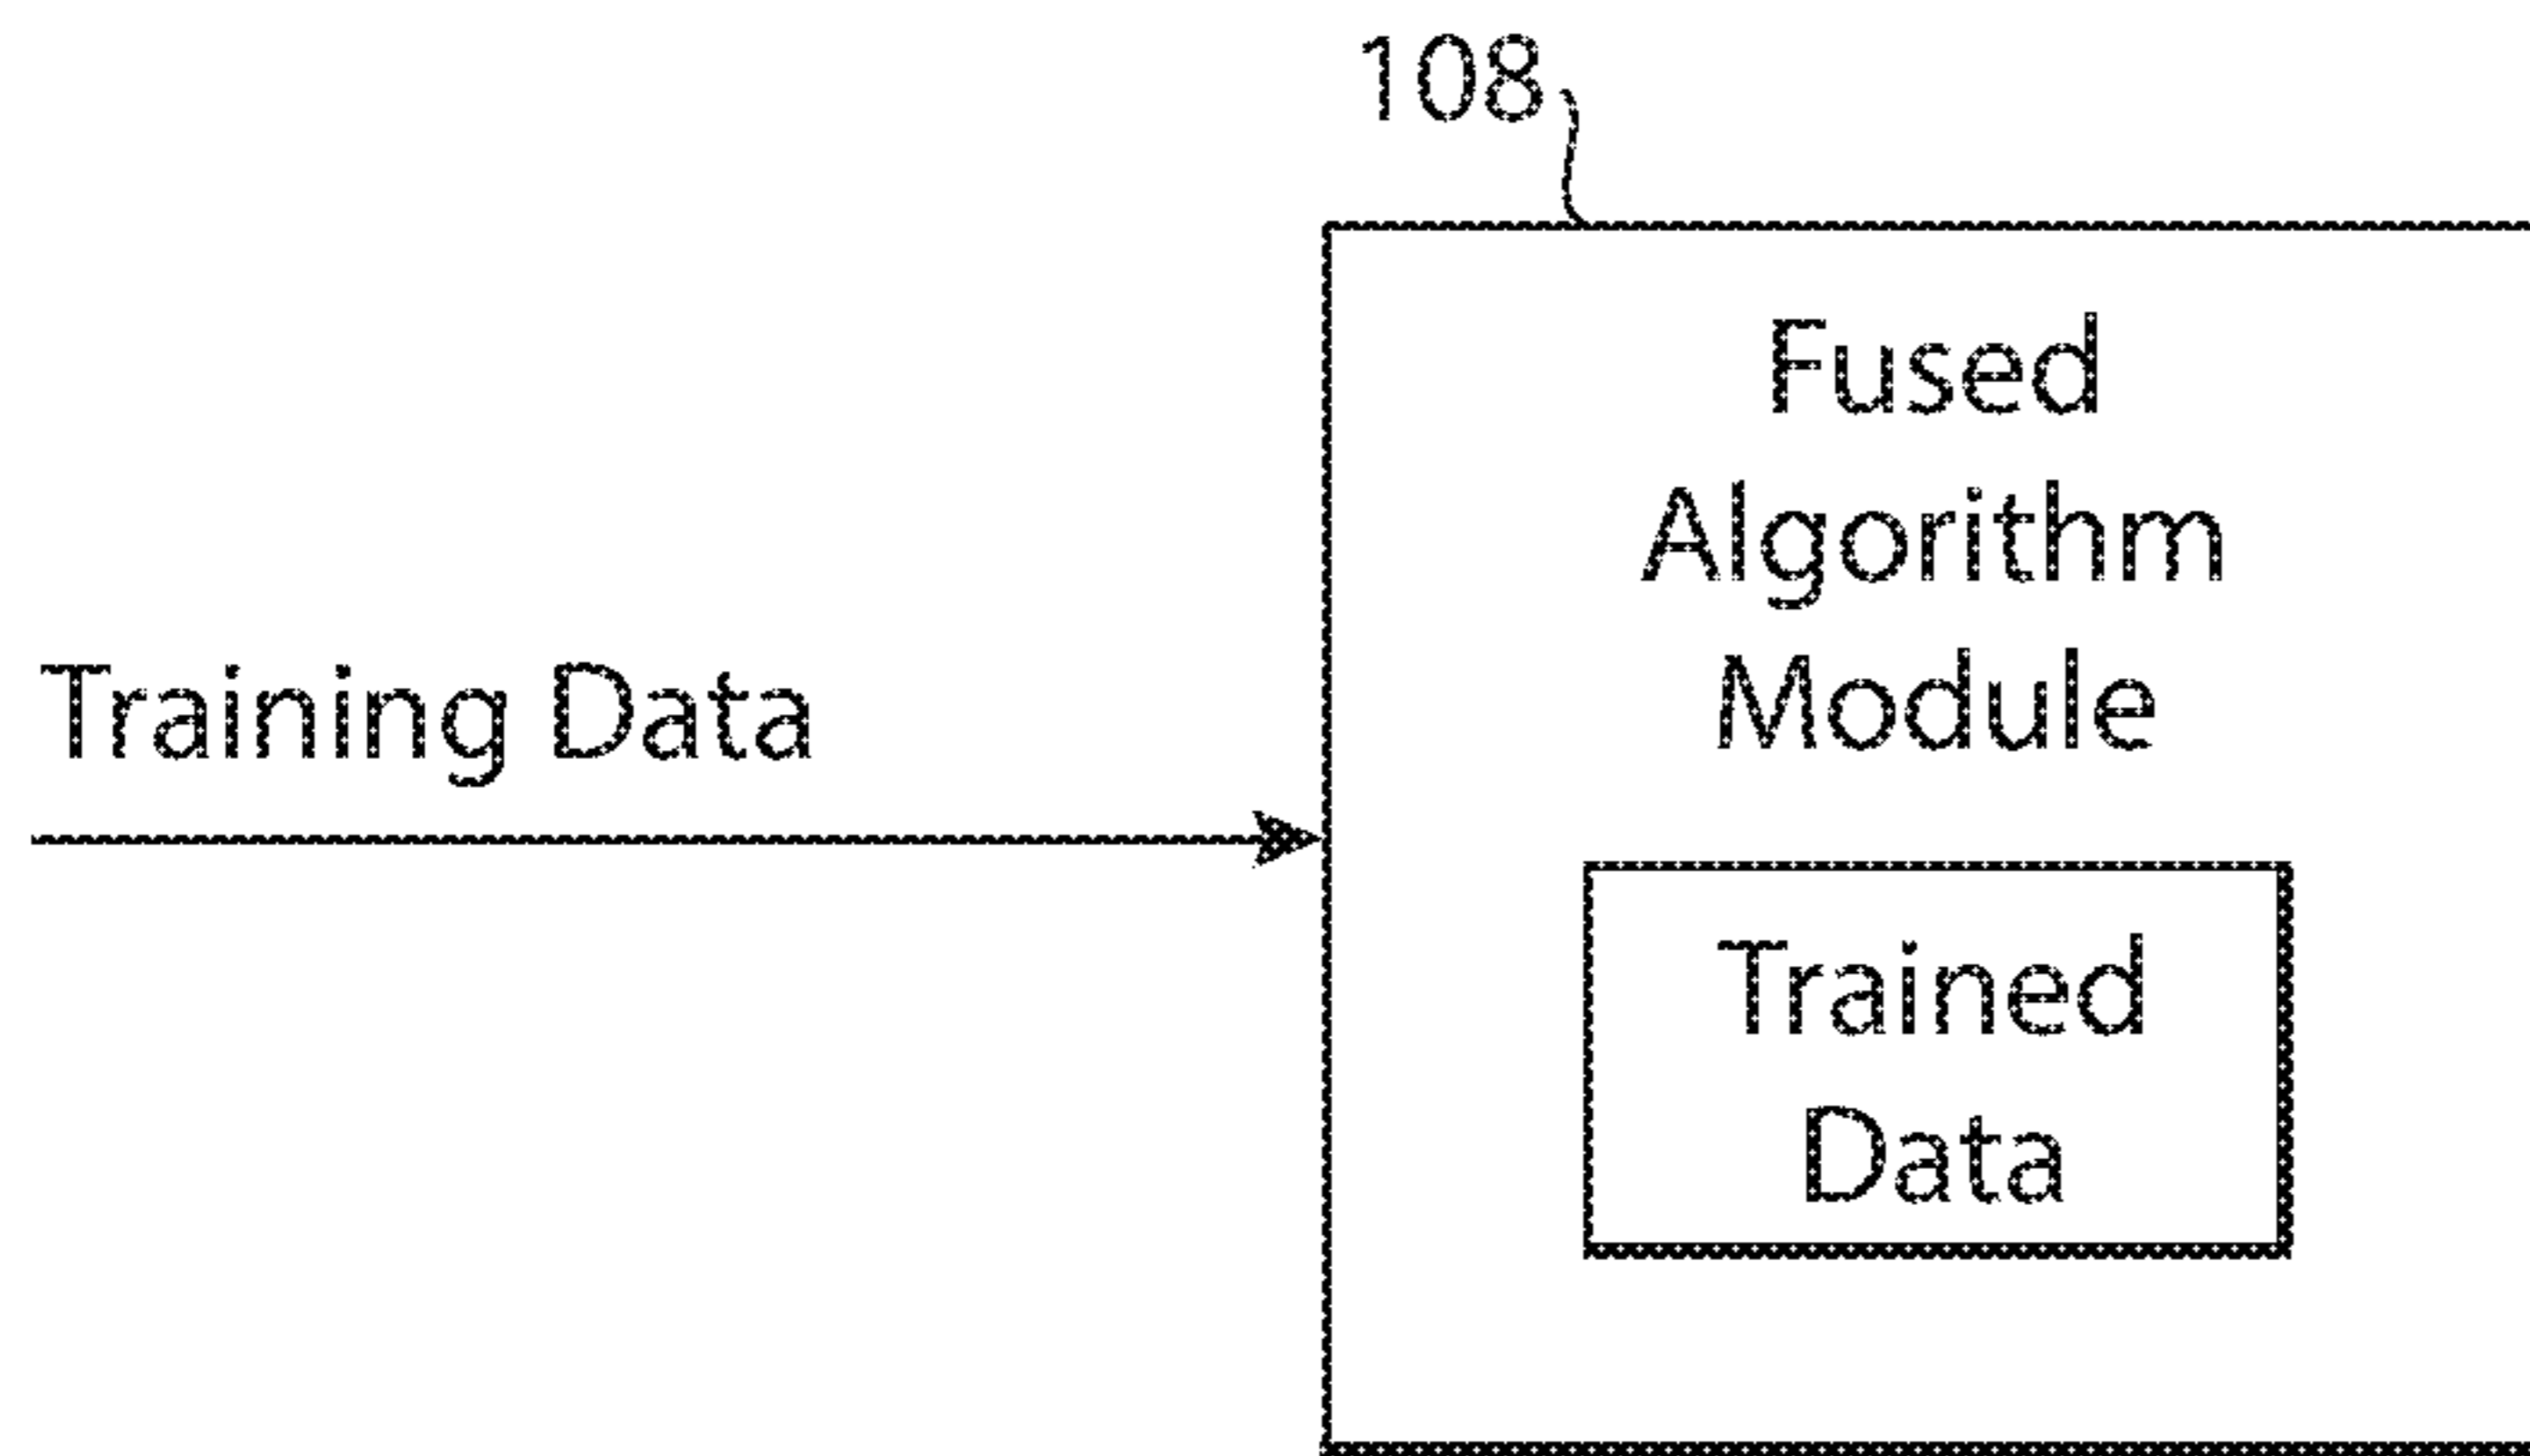 108
Fused
Algorithm
Module
Training Data
Trained
Data